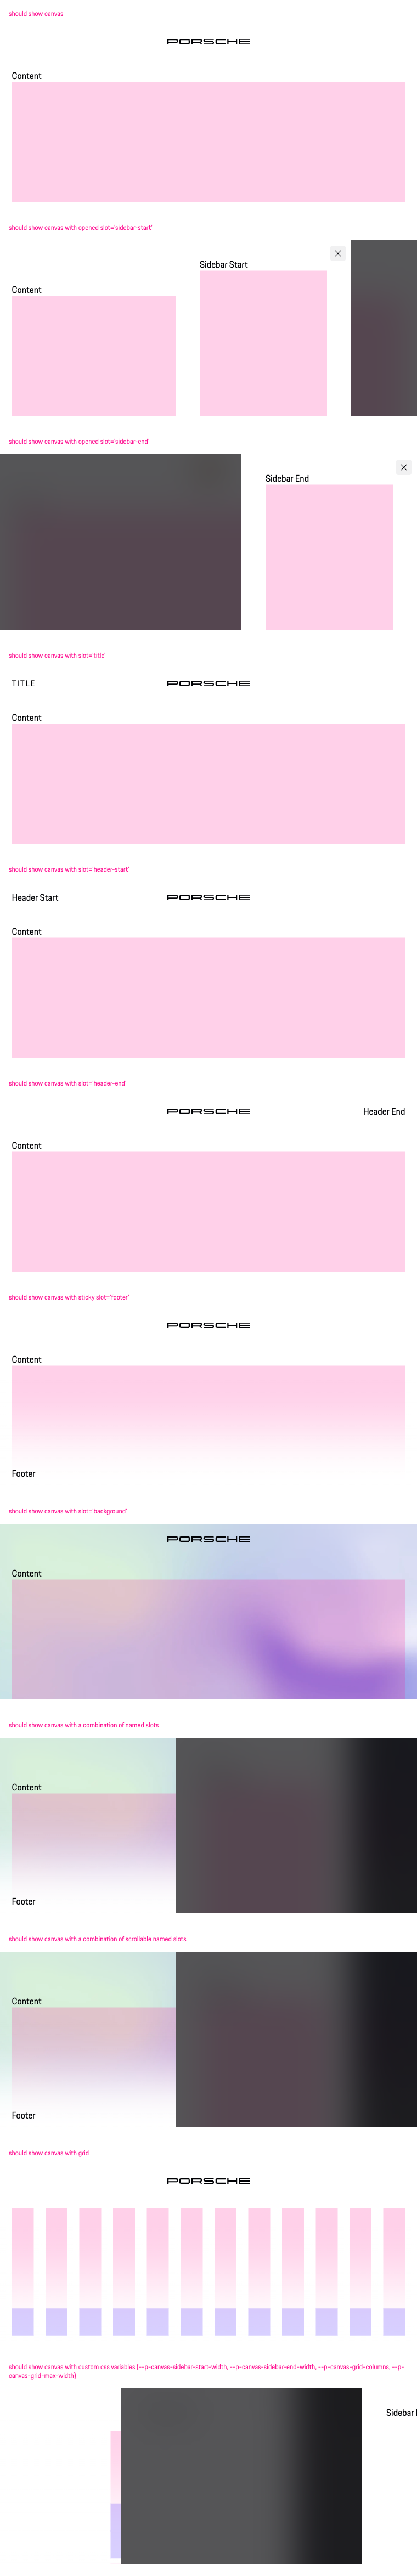 should show canvas
PORSCHE
Content
should show canvas with opened slot='sidebar-start'
Sidebar Start
Content
should show canvas with opened slot='sidebar-end'
Sidebar End
should show canvas with slot='title'
TITLE PORSCHE
Content
should show canvas with slot='header-start'
Header Start PORSCHE
Content
should show canvas with slot='header-end'
PORSCHE Header End
Content
should show canvas with sticky slot='footer'
PORSCHE
Content
Footer
should show canvas with slot='background'
PORSCHE
Content
should show canvas with a combination of named slots
Content
Footer
should show canvas with a combination of scrollable named slots
Content
Footer
should show canvas with grid
PORSCHE
should show canvas with custom css variables (--p-canvas-sidebar-start-width, --p-canvas-sidebar-end-width, --p-canvas-grid-columns, --p-
canvas-grid-max-width)
Sidebar